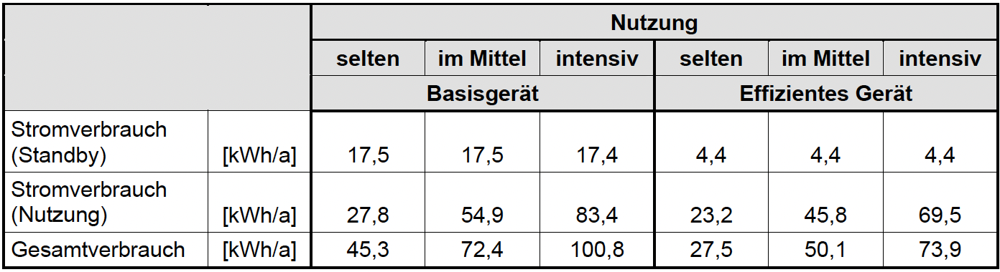 Nutzung
selten im Mittel intensiv selten im Mittel intensiv
Basisgerät Effizientes Gerät
Stromverbrauch
(Standby) [kWh/a] 17,5 17,5 17,4 4,4 4,4 4,4
Stromverbrauch
(Nutzung) [kWh/a] 27,8 54,9 83,4 23,2 45,8 69,5
Gesamtverbrauch [kWh/a] 45,3 72,4 100,8 27,5 50,1 73,9